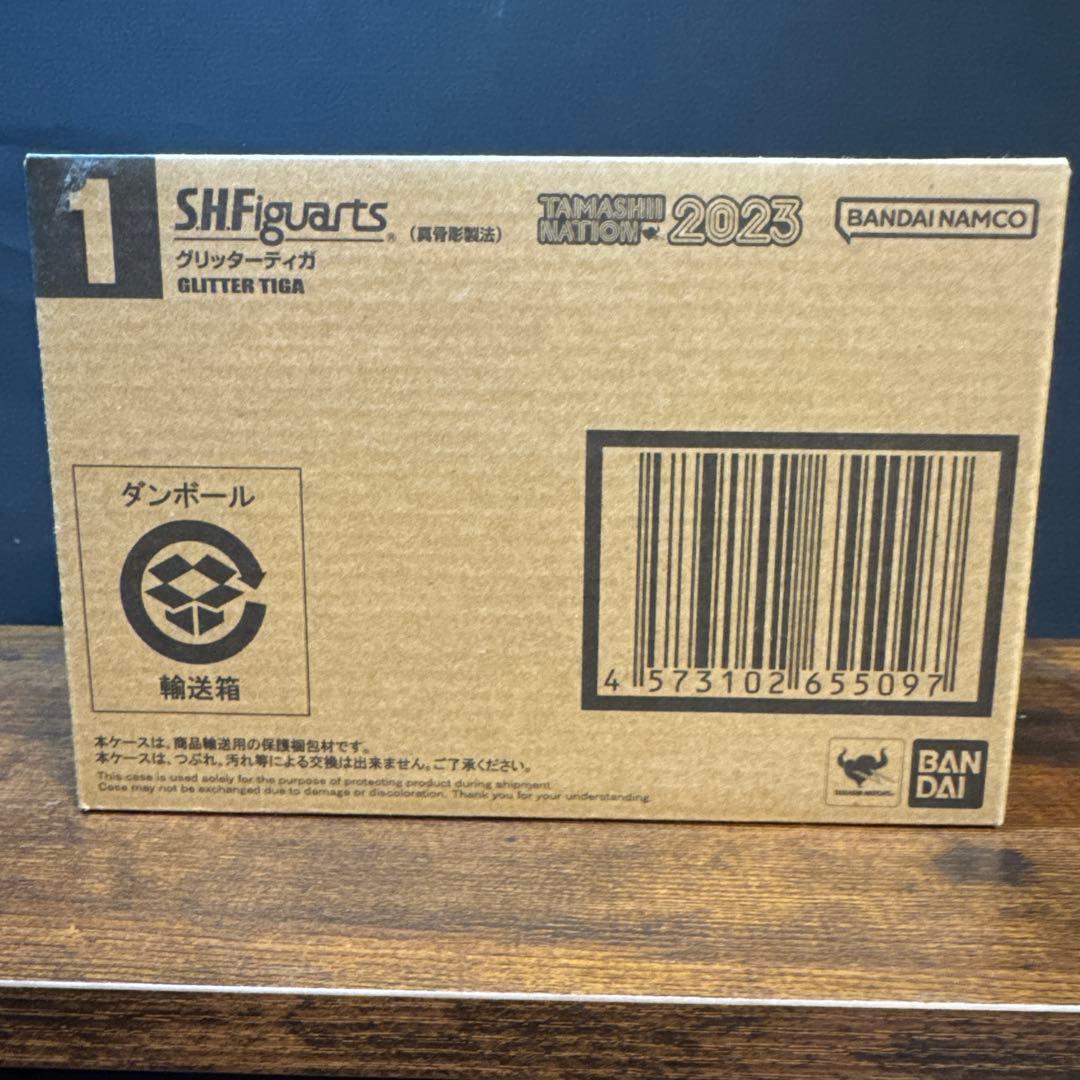 1
S.H.Figuarts® (真骨彫製法)
グリッターティガ
GLITTER TIGA
TAMASHII NATION 2023
BANDAI NAMCO
ダンボール
輸送箱
4 573102 655097
本ケースは、商品輸送用の保護梱包材です。
本ケースは、つぶれ、汚れ等による交換は出来ません。ご了承ください。
This case is used solely for the purpose of protecting product during shipment.
Case may not be exchanged due to damage or discoloration. Thank you for your understanding.
TAMASHII NATIONS
BAN
DAI